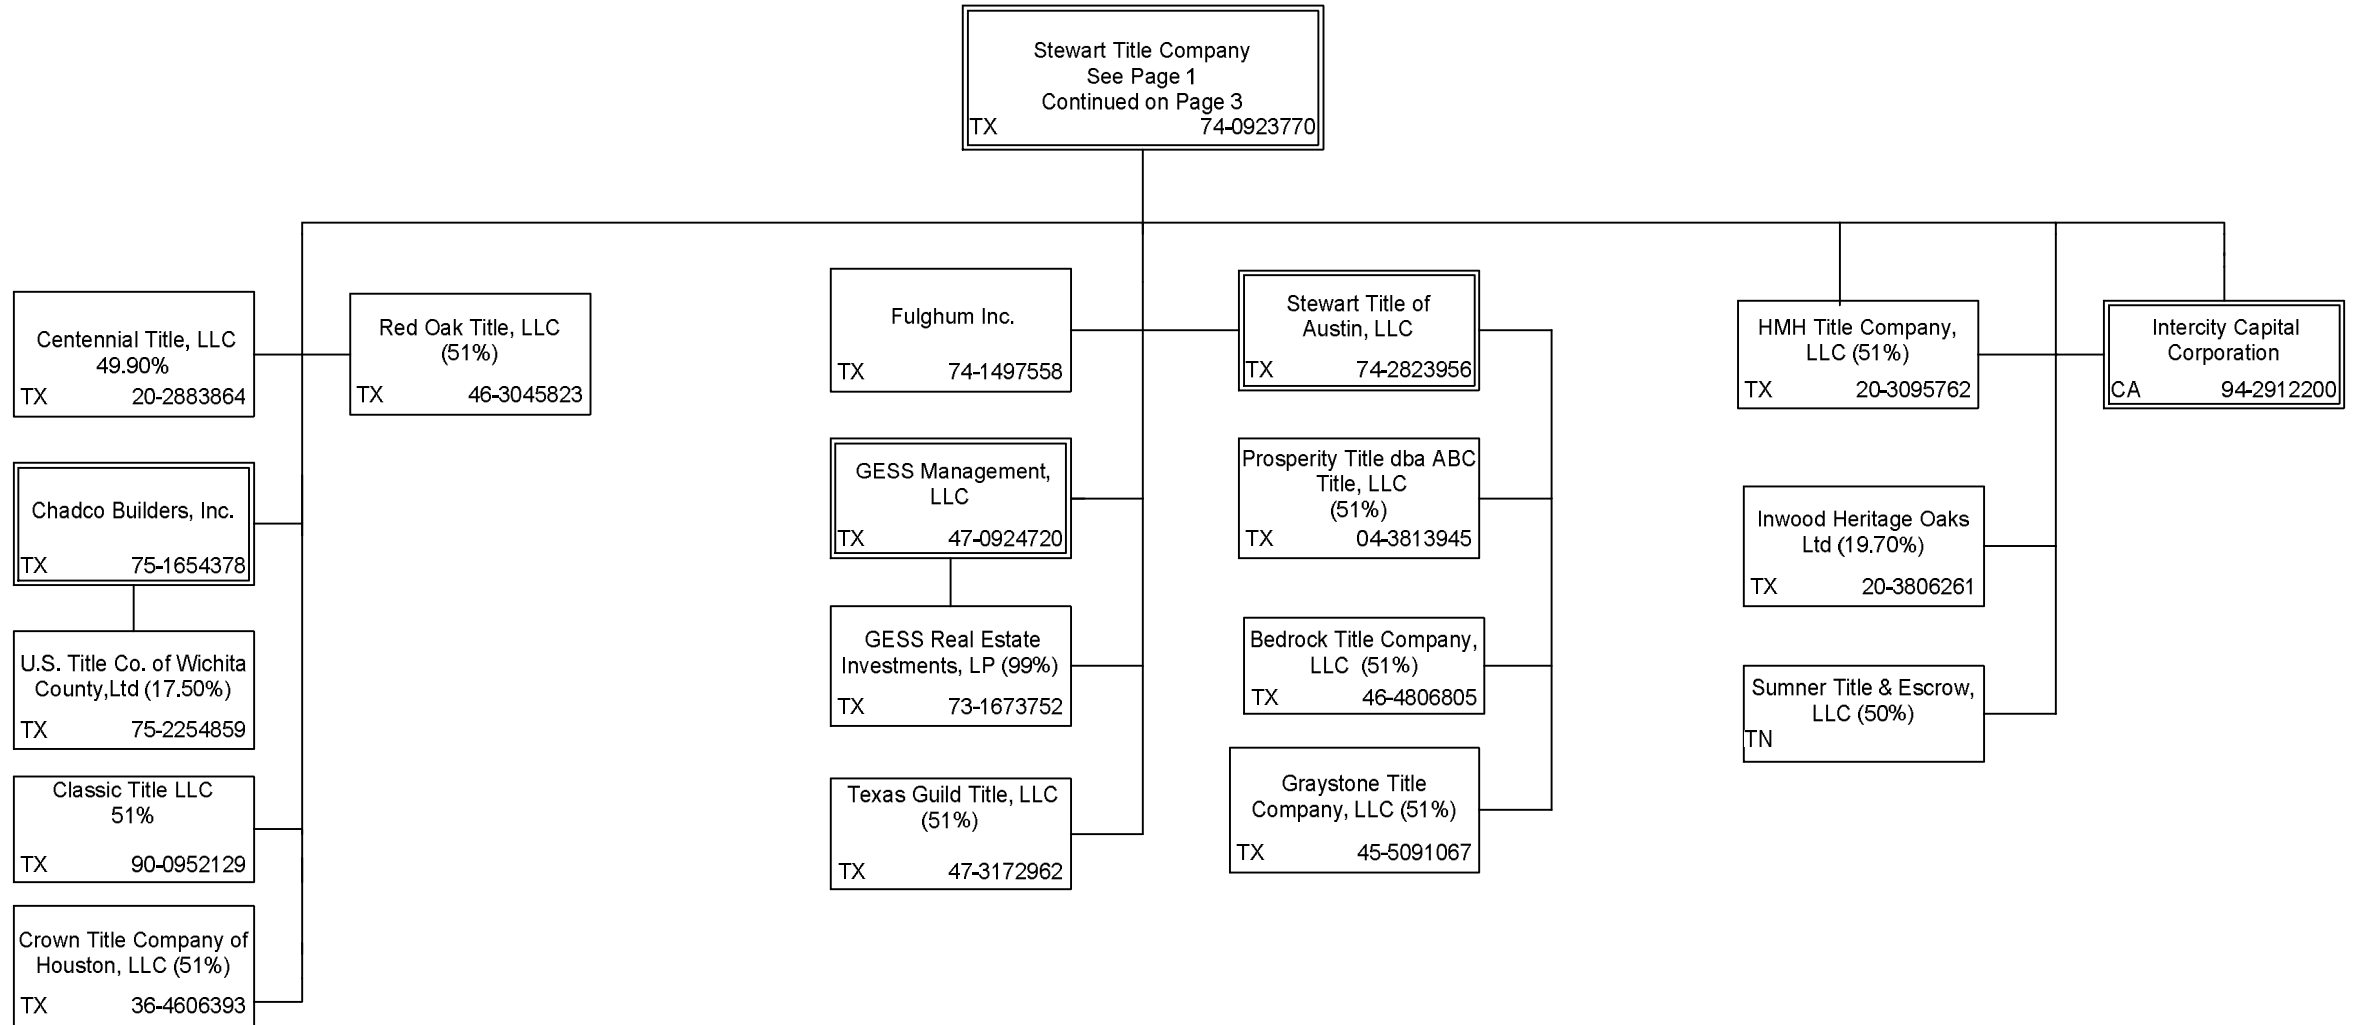 Stewart Title Company
See Page 1
Continued on Page 3
TX 74-0923770
Centennial Title, LLC
49.90%
TX 20-2883864
Red Oak Title, LLC
(51%)
TX 46-3045823
Fulghum Inc.
TX 74-1497558
Stewart Title of
Austin, LLC
TX 74-2823956
HMH Title Company,
LLC (51%)
TX 20-3095762
Intercity Capital
Corporation
CA 94-2912200
Chadco Builders, Inc.
TX 75-1654378
GESS Management,
LLC
TX 47-0924720
Prosperity Title dba ABC
Title, LLC
(51%)
TX 04-3813945
Inwood Heritage Oaks
Ltd (19.70%)
TX 20-3806261
U.S. Title Co. of Wichita
County,Ltd (17.50%)
TX 75-2254859
GESS Real Estate
Investments, LP (99%)
TX 73-1673752
Bedrock Title Company,
LLC (51%)
TX 46-4806805
Sumner Title & Escrow,
LLC (50%)
TN
Classic Title LLC
51%
TX 90-0952129
Texas Guild Title, LLC
(51%)
TX 47-3172962
Graystone Title
Company, LLC (51%)
TX 45-5091067
Crown Title Company of
Houston, LLC (51%)
TX 36-4606393